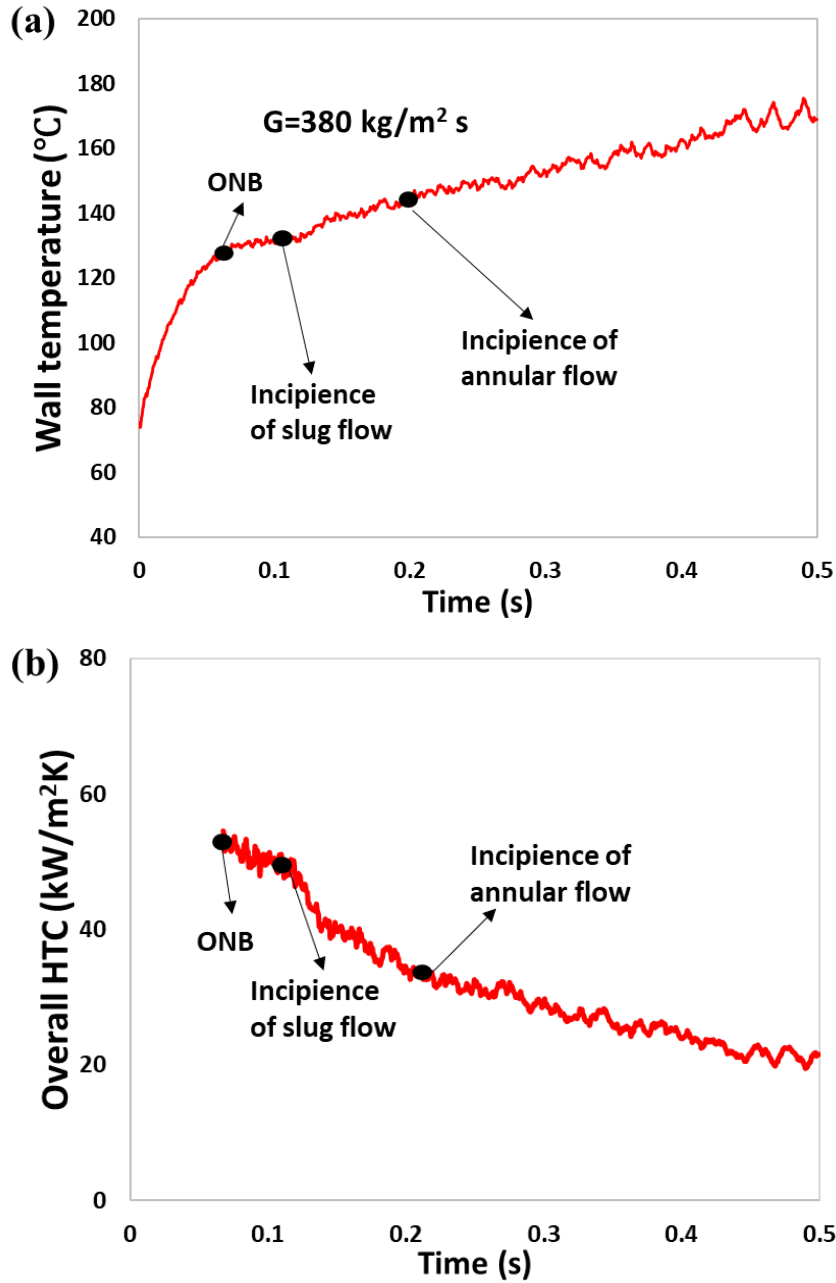 (a)
Wall temperature (°C)
200
180
160
140
120
100
80
60
40
G=380 kg/m² s
ONB
Incipience
of slug flow
Incipience of
annular flow
0
0.1
0.2
0.3
0.4
0.5
Time (s)
(b)
Overall HTC (kW/m²K)
80
60
40
20
0
ONB
Incipience
of slug flow
Incipience of
annular flow
0
0.1
0.2
0.3
0.4
0.5
Time (s)